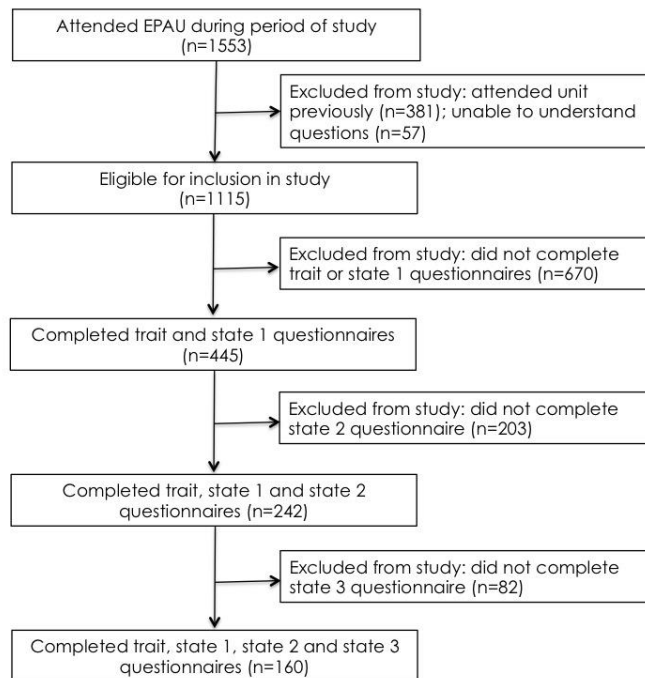 Attended EPAU during period of study
(n=1553)
Excluded from study: attended unit
previously (n=381); unable to understand
questions (n=57)
Eligible for inclusion in study
(n=1115)
Excluded from study: did not complete
trait or state 1 questionnaires (n=670)
Completed trait and state 1 questionnaires
(n=445)
Excluded from study: did not complete
state 2 questionnaire (n=203)
Completed trait, state 1 and state 2
questionnaires (n=242)
Excluded from study: did not complete
state 3 questionnaire (n=82)
Completed trait, state 1, state 2 and state 3
questionnaires (n=160)